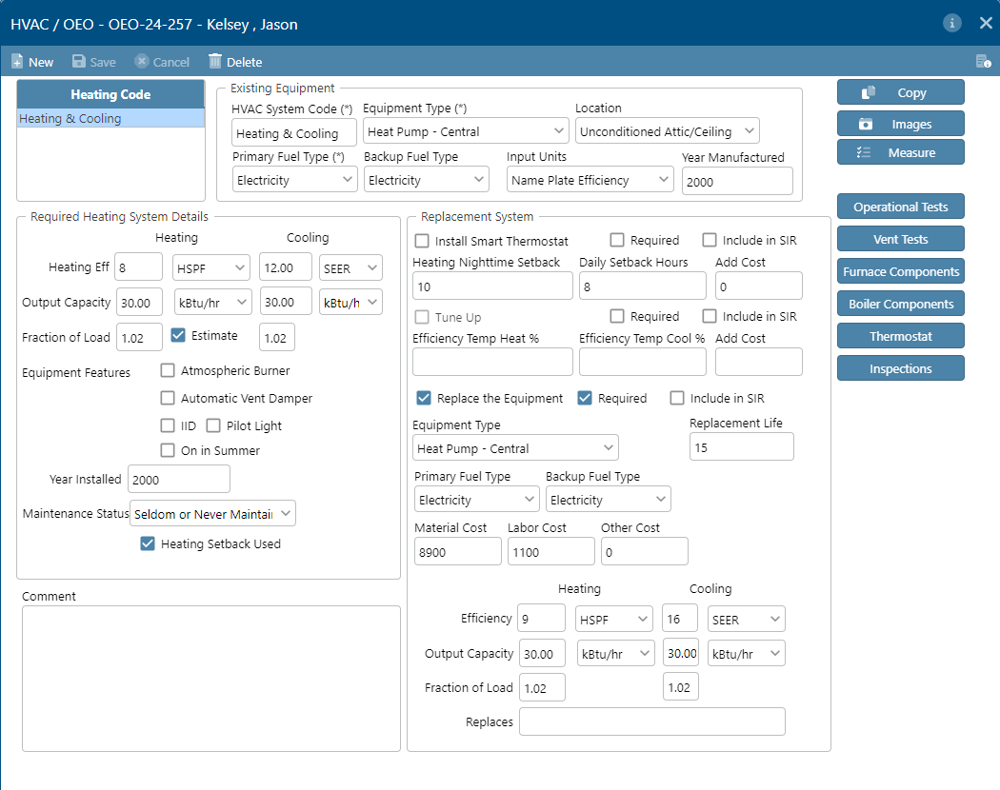 HVAC / OEO - OEO-24-257 - Kelsey , Jason
New Save Cancel Delete
Heating Code
Heating & Cooling
Existing Equipment
HVAC System Code (*) Equipment Type (*) Location
Heating & Cooling Heat Pump - Central Unconditioned Attic/Ceiling
Primary Fuel Type (*) Backup Fuel Type Input Units Year Manufactured
Electricity Electricity Name Plate Efficiency 2000
Copy
Images
Measure
Operational Tests
Vent Tests
Furnace Components
Boiler Components
Thermostat
Inspections
Required Heating System Details
Heating Cooling
Heating Eff 8 HSPF 12.00 SEER
Output Capacity 30.00 kBtu/hr 30.00 kBtu/h
Fraction of Load 1.02 Estimate 1.02
Equipment Features Atmospheric Burner
Automatic Vent Damper
IID Pilot Light
On in Summer
Year Installed 2000
Maintenance Status Seldom or Never Maintai
Heating Setback Used
Comment
Replacement System
Install Smart Thermostat Required Include in SIR
Heating Nighttime Setback Daily Setback Hours Add Cost
10 8 0
Tune Up Required Include in SIR
Efficiency Temp Heat % Efficiency Temp Cool % Add Cost
Replace the Equipment Required Include in SIR
Equipment Type Replacement Life
Heat Pump - Central 15
Primary Fuel Type Backup Fuel Type
Electricity Electricity
Material Cost Labor Cost Other Cost
8900 1100 0
Heating Cooling
Efficiency 9 HSPF 16 SEER
Output Capacity 30.00 kBtu/hr 30.00 kBtu/hr
Fraction of Load 1.02 1.02
Replaces